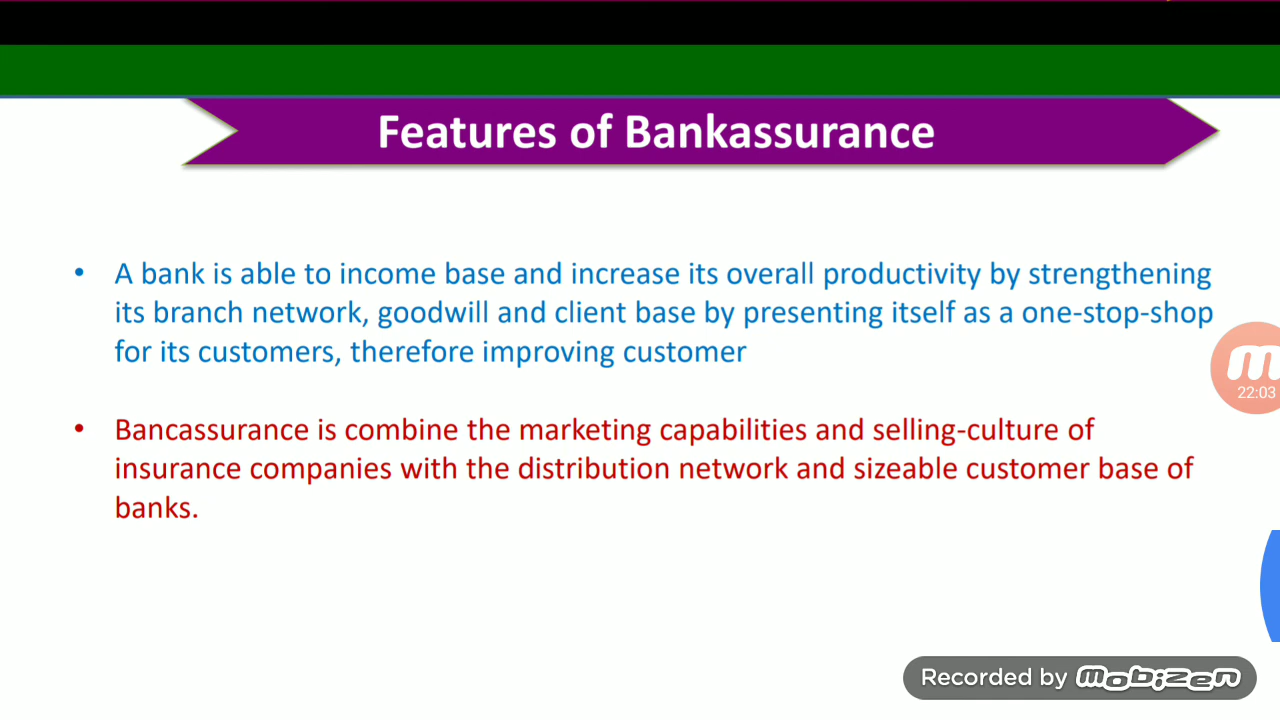 Features of Bankassurance
• A bank is able to income base and increase its overall productivity by strengthening
its branch network, goodwill and client base by presenting itself as a one-stop-shop
for its customers, therefore improving customer
• Bancassurance is combine the marketing capabilities and selling-culture of
insurance companies with the distribution network and sizeable customer base of
banks.
22:03
Recorded by mobizen